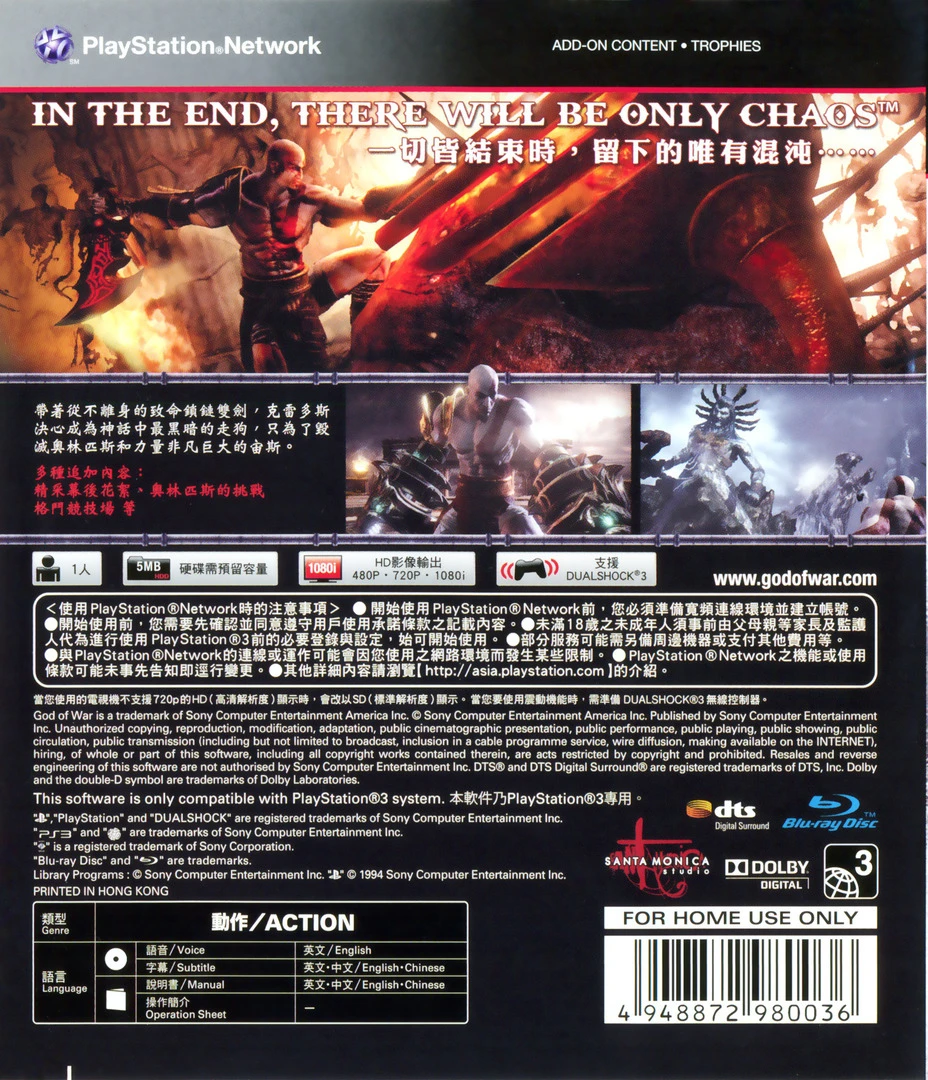 PlayStation®Network
SM
ADD-ON CONTENT • TROPHIES
IN THE END, THERE WILL BE ONLY CHAOS™
一切皆結束時，留下的唯有混沌……
帶著從不離身的致命鎖鏈雙劍，克雷多斯
決心成為神話中最黑暗的走狗，只為了毀
滅奧林匹斯和力量非凡巨大的宙斯。
多種追加內容：
精采幕後花絮、奧林匹斯的挑戰
格鬥競技場 等
1人
5MB
HDD
硬碟需預留容量
1080i
HD影像輸出
480P・720P・1080i
支援
DUALSHOCK®3
www.godofwar.com
＜使用PlayStation®Network時的注意事項＞ ●開始使用PlayStation®Network前，您必須準備寬頻連線環境並建立帳號。
●開始使用前，您需要先確認並同意遵守用戶使用承諾條款之記載內容。●未滿18歲之未成年人須事前由父母親等家長及監護
人代為進行使用PlayStation®3前的必要登錄與設定，始可開始使用。●部分服務可能需另備周邊機器或支付其他費用等。
●與PlayStation®Network的連線或運作可能會因您使用之網路環境而發生某些限制。●PlayStation®Network之機能或使用
條款可能未事先告知即逕行變更。●其他詳細內容請瀏覽【http://asia.playstation.com】的介紹。
當您使用的電視機不支援720p的HD（高清解析度）顯示時，會改以SD（標準解析度）顯示。當您要使用震動機能時，需準備 DUALSHOCK®3 無線控制器。
God of War is a trademark of Sony Computer Entertainment America Inc. © Sony Computer Entertainment America Inc. Published by Sony Computer Entertainment
Inc. Unauthorized copying, reproduction, modification, adaptation, public cinematographic presentation, public performance, public playing, public showing, public
circulation, public transmission (including but not limited to broadcast, inclusion in a cable programme service, wire diffusion, making available on the INTERNET),
hiring, of whole or part of this software, including all copyright works contained therein, are acts restricted by copyright and prohibited. Resales and reverse
engineering of this software are not authorised by Sony Computer Entertainment Inc. DTS® and DTS Digital Surround® are registered trademarks of DTS, Inc. Dolby
and the double-D symbol are trademarks of Dolby Laboratories.
This software is only compatible with PlayStation®3 system. 本軟件乃PlayStation®3專用。
" ","PlayStation" and "DUALSHOCK" are registered trademarks of Sony Computer Entertainment Inc.
"PS3" and " " are trademarks of Sony Computer Entertainment Inc.
" " is a registered trademark of Sony Corporation.
"Blu-ray Disc" and " " are trademarks.
Library Programs : © Sony Computer Entertainment Inc. " " © 1994 Sony Computer Entertainment Inc.
PRINTED IN HONG KONG
dts
Digital Surround
Blu-ray Disc™
SANTA MONICA
studio
DOLBY
DIGITAL
3
類型
Genre
動作/ACTION
語言
Language
語音/Voice
英文/English
字幕/Subtitle
英文・中文/English・Chinese
說明書/Manual
英文・中文/English・Chinese
操作簡介
Operation Sheet
—
FOR HOME USE ONLY
4 948872 980036